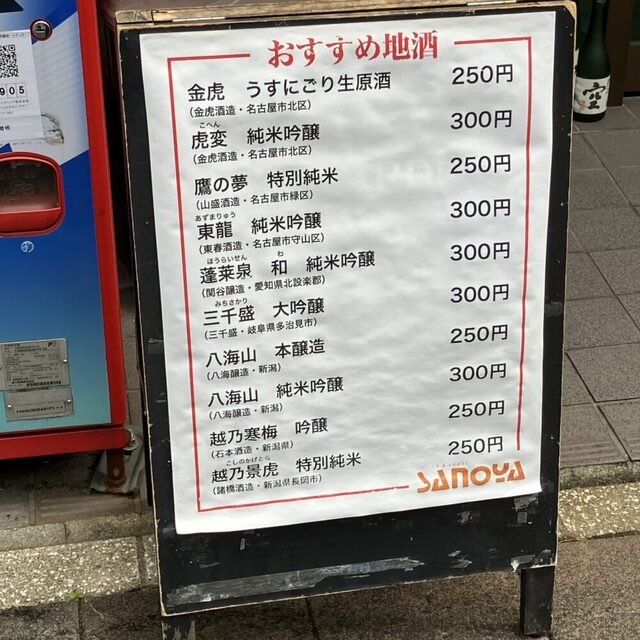 おすすめ地酒
金虎 うすにごり生原酒 250円
(金虎酒造・名古屋市北区)
こへん
虎変 純米吟醸 300円
(金虎酒造・名古屋市北区)
鷹の夢 特別純米 250円
(山盛酒造・名古屋市緑区)
あずまりゅう
東龍 純米吟醸 300円
(東春酒造・名古屋市守山区)
ほうらいせん わ
蓬莱泉 和 純米吟醸 300円
(関谷醸造・愛知県北設楽郡)
みちさかり
三千盛 大吟醸 300円
(三千盛・岐阜県多治見市)
八海山 本醸造 250円
(八海醸造・新潟)
八海山 純米吟醸 300円
(八海醸造・新潟)
越乃寒梅 吟醸 250円
(石本酒造・新潟県)
こしのかげとら
越乃景虎 特別純米 250円
(諸橋酒造・新潟県長岡市)
SANOYA
905
空